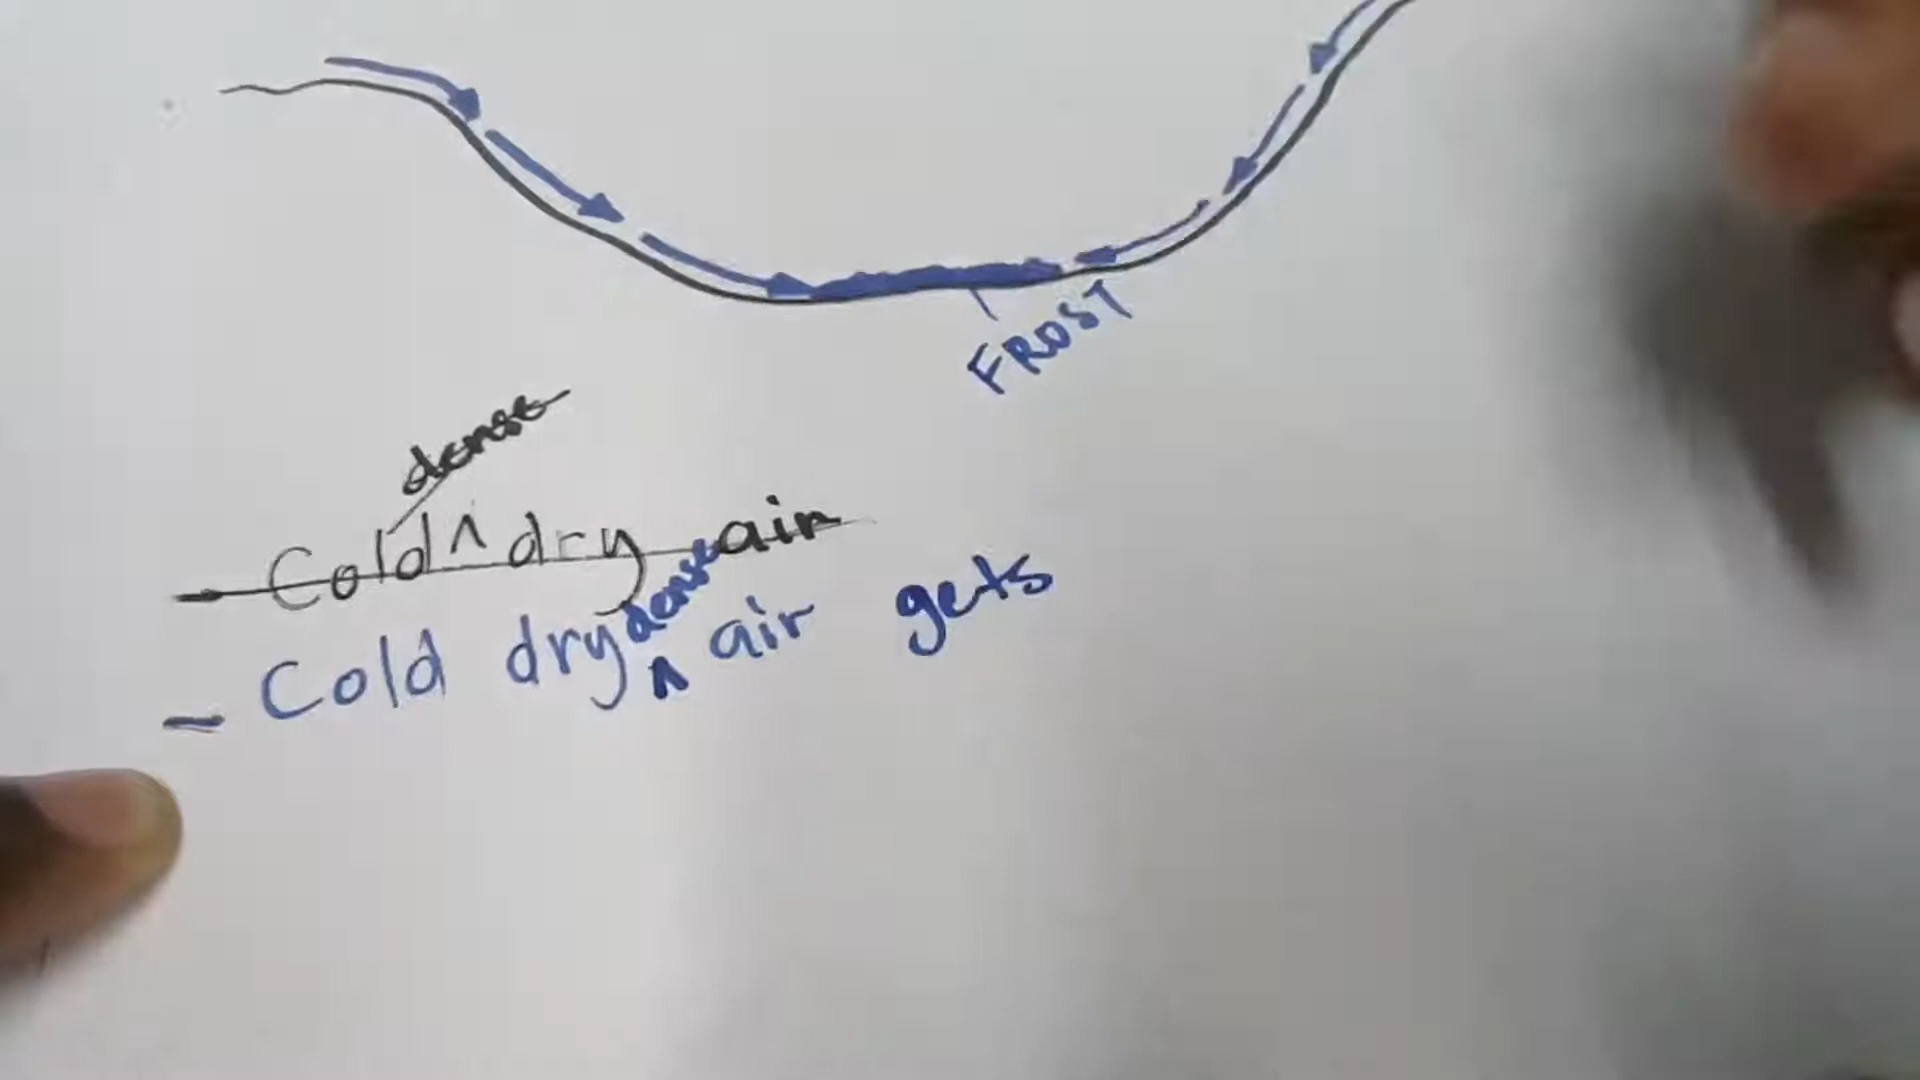 FROST
dense
- Cold ^ dry air
dense
- Cold dry ^ air gets